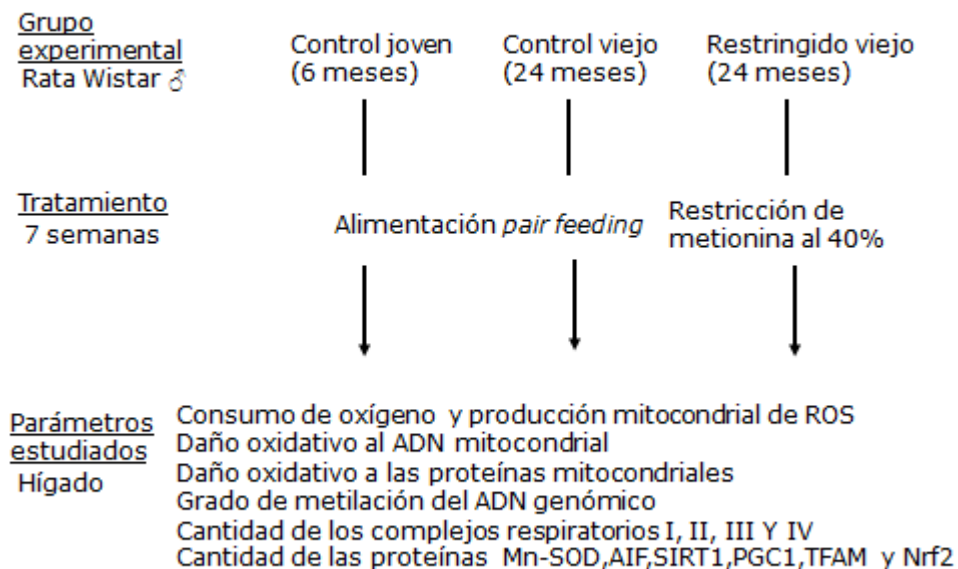 Grupo
experimental
Rata Wistar ♂
Control joven
(6 meses)
Control viejo
(24 meses)
Restringido viejo
(24 meses)
Tratamiento
7 semanas
Alimentación pair feeding
Restricción de
metionina al 40%
Parámetros
estudiados
Hígado
Consumo de oxígeno y producción mitocondrial de ROS
Daño oxidativo al ADN mitocondrial
Daño oxidativo a las proteínas mitocondriales
Grado de metilación del ADN genómico
Cantidad de los complejos respiratorios I, II, III Y IV
Cantidad de las proteínas Mn-SOD,AIF,SIRT1,PGC1,TFAM y Nrf2